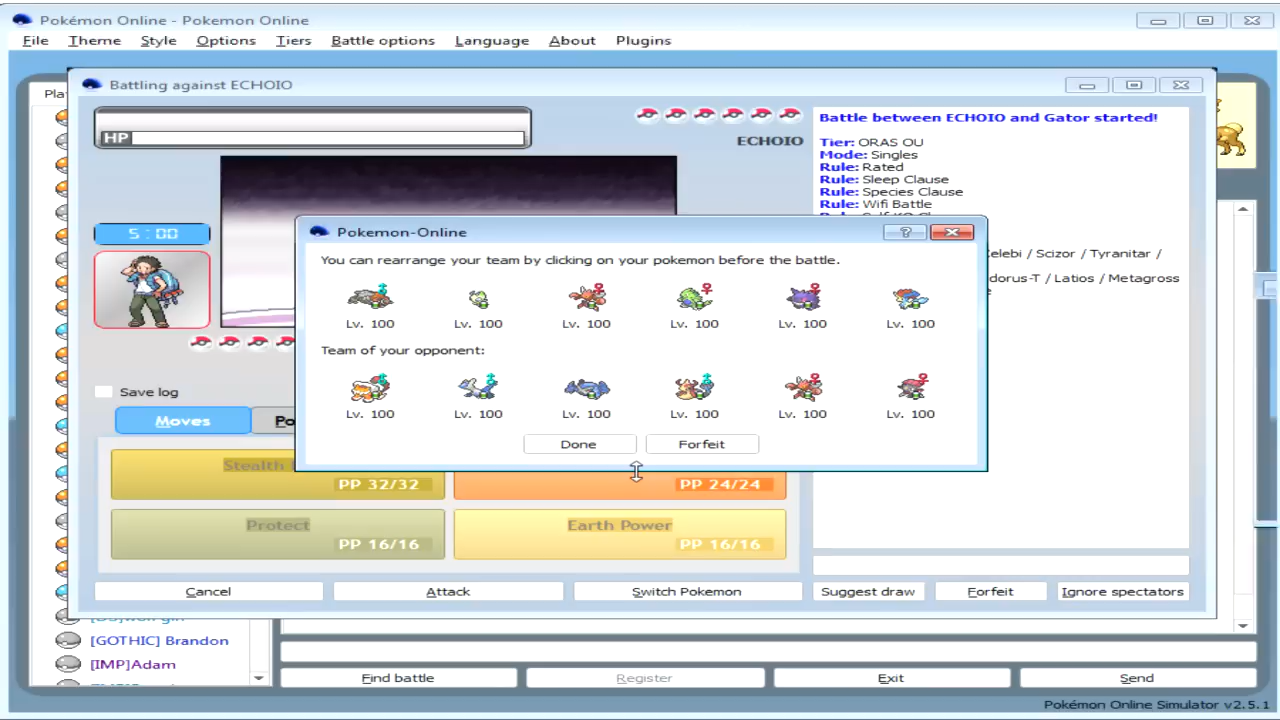 Pokémon Online - Pokemon Online
File Theme Style Options Tiers Battle options Language About Plugins
Battling against ECHOIO
HP
ECHOIO
5:00
Battle between ECHOIO and Gator started!
Tier: ORAS OU
Mode: Singles
Rule: Rated
Rule: Sleep Clause
Rule: Species Clause
Rule: Wifi Battle
elebi / Scizor / Tyranitar /
dorus-T / Latios / Metagross
Pokemon-Online
You can rearrange your team by clicking on your pokemon before the battle.
Lv. 100 Lv. 100 Lv. 100 Lv. 100 Lv. 100 Lv. 100
Team of your opponent:
Lv. 100 Lv. 100 Lv. 100 Lv. 100 Lv. 100 Lv. 100
Done Forfeit
Save log
Moves Po
Stealth
PP 32/32 PP 24/24
Protect Earth Power
PP 16/16 PP 16/16
Cancel Attack Switch Pokemon Suggest draw Forfeit Ignore spectators
[GOTHIC] Brandon
[IMP]Adam
Find battle Register Exit Send
Pokémon Online Simulator v2.5.1